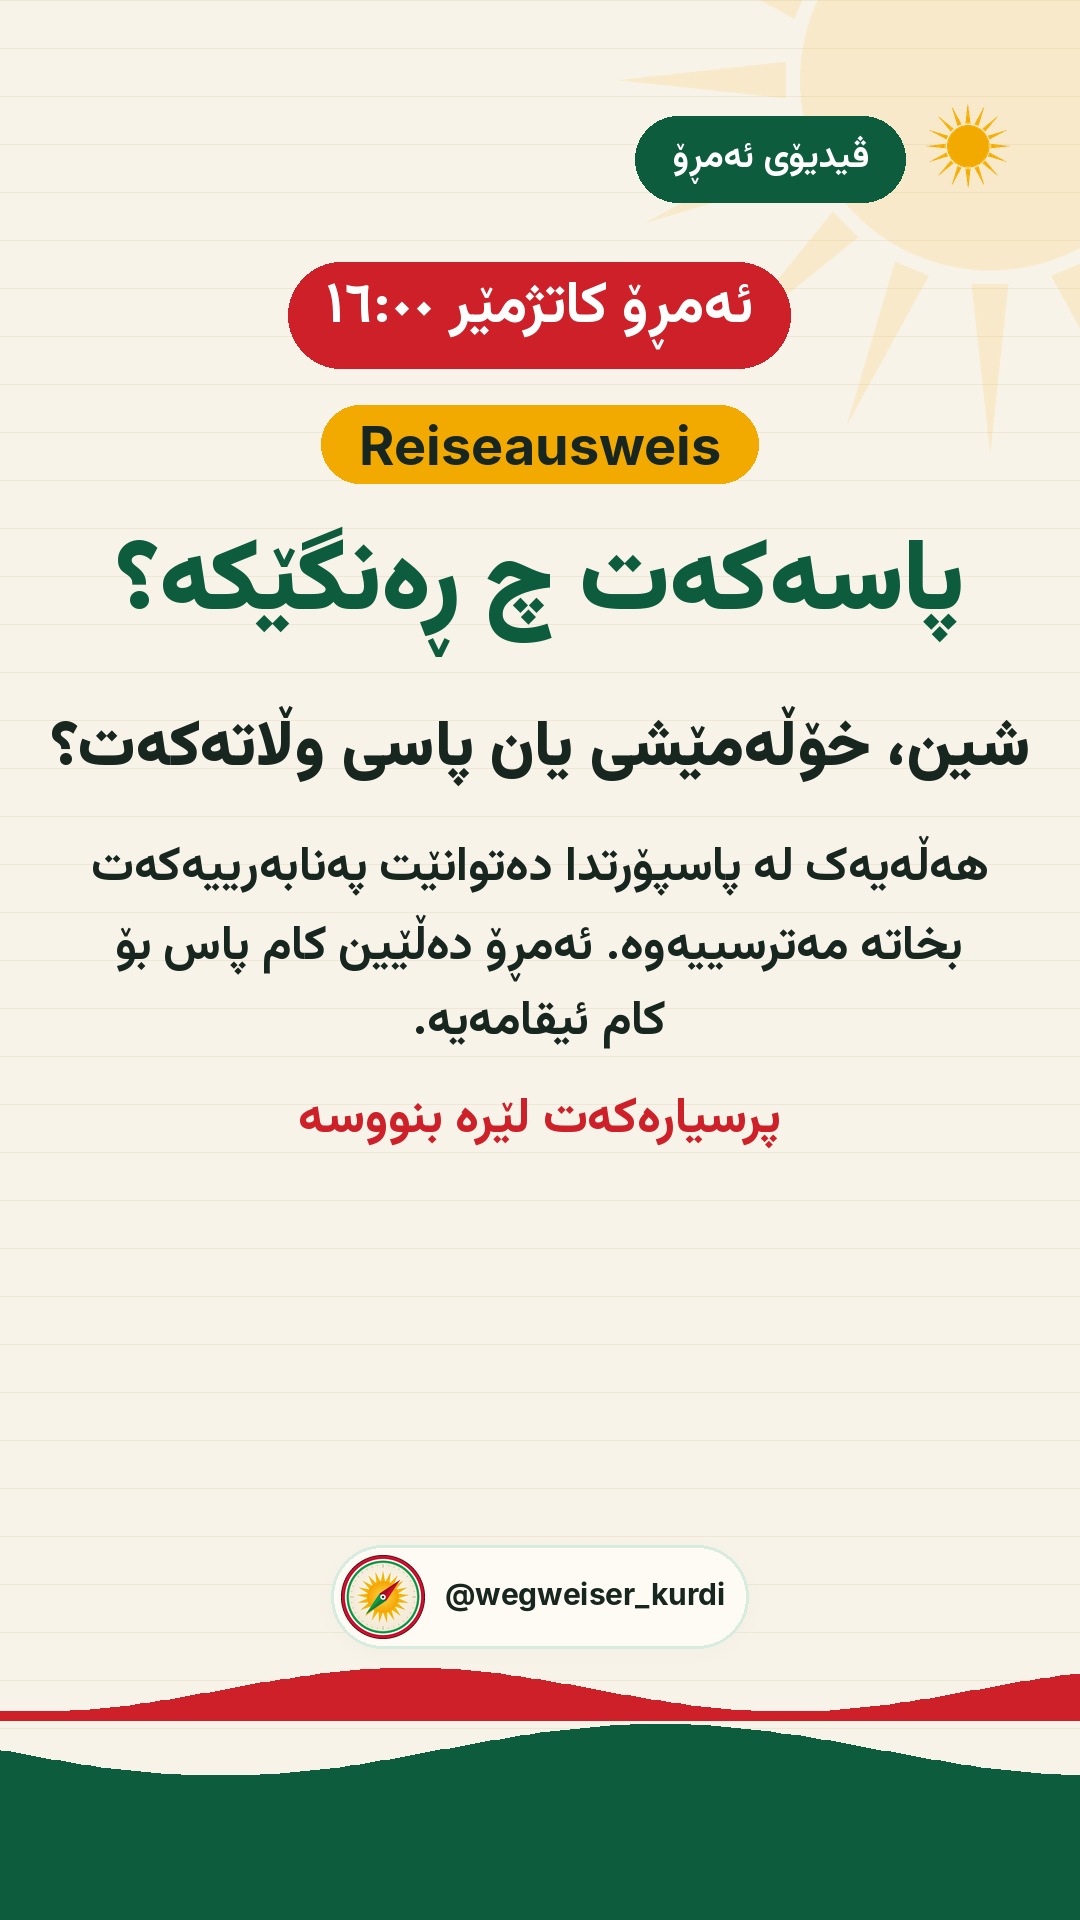 ڤیدیۆی ئەمڕۆ
ئەمڕۆ کاتژمێر ١٦:٠٠
Reiseausweis
پاسەکەت چ ڕەنگێکە؟
شین، خۆڵەمێشی یان پاسی وڵاتەکەت؟
هەڵەیەک لە پاسپۆرتدا دەتوانێت پەنابەرییەکەت
بخاتە مەترسییەوە. ئەمڕۆ دەڵێین کام پاس بۆ
کام ئیقامەیە.
پرسیارەکەت لێرە بنووسە
@wegweiser_kurdi